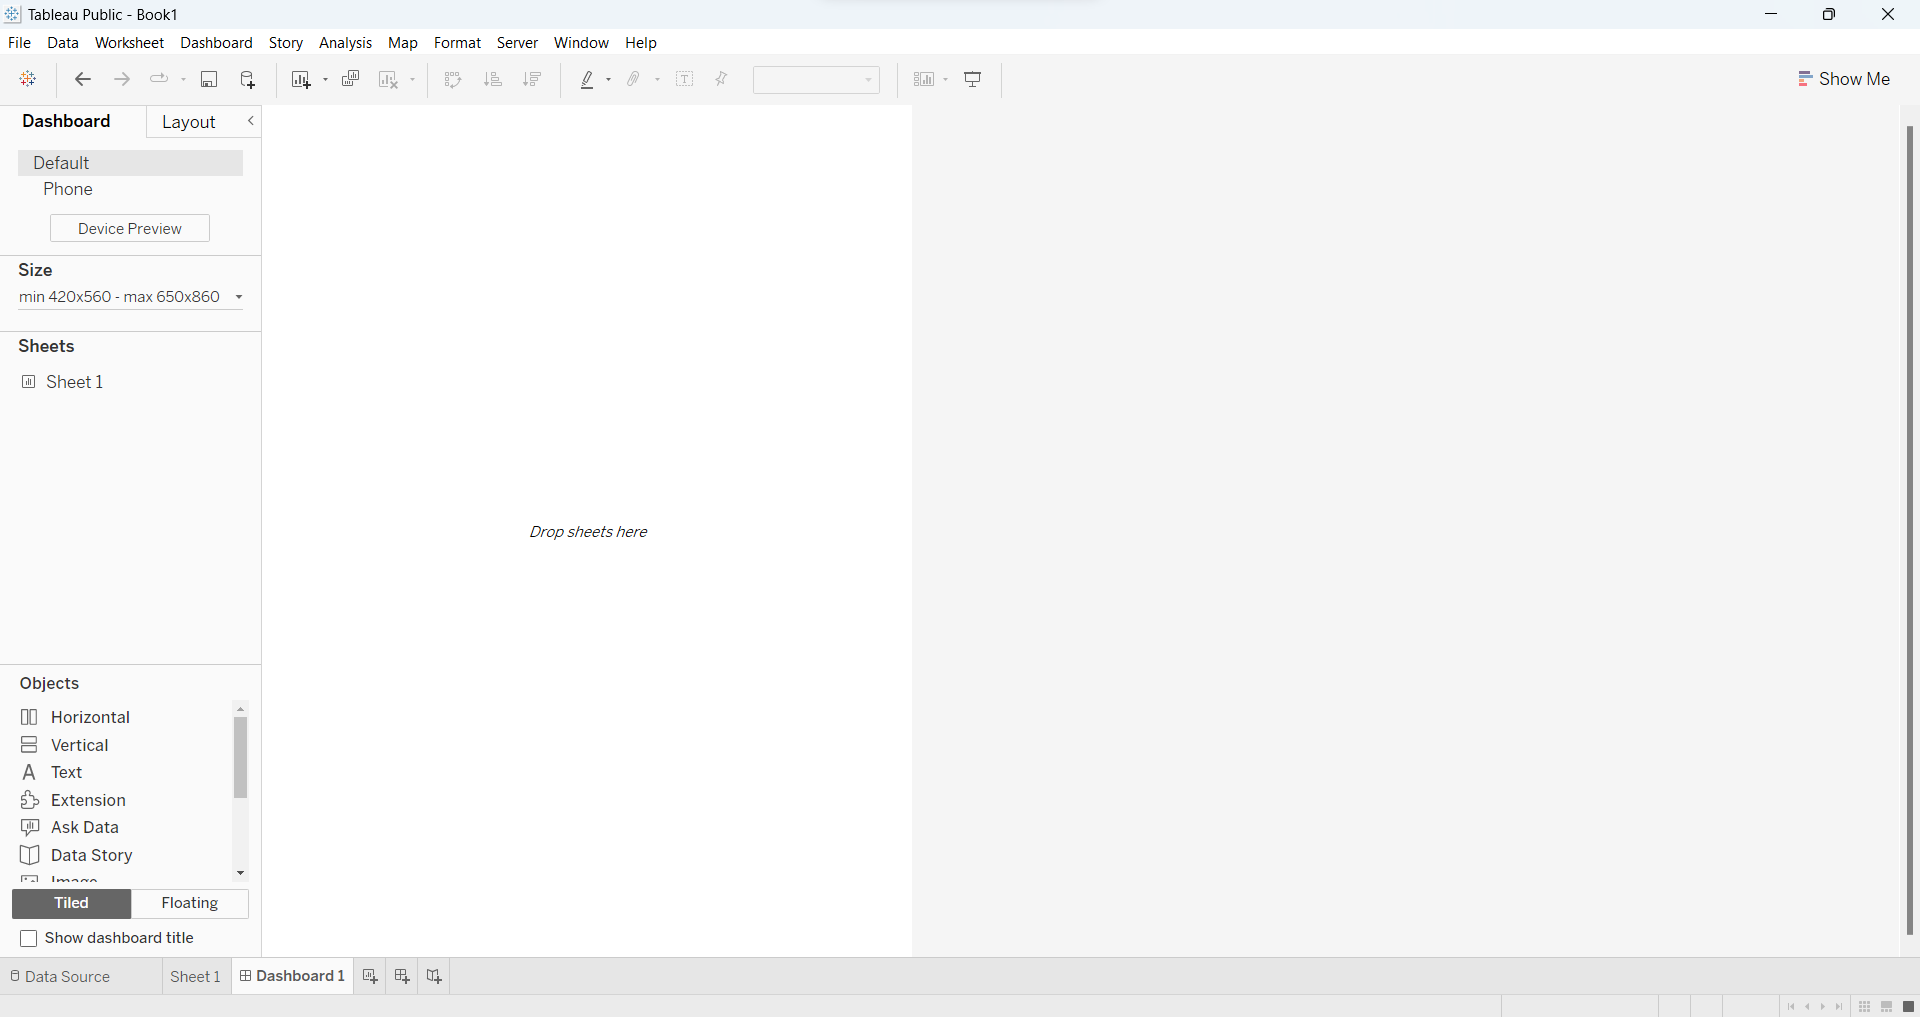 Tableau Public - Book1
File Data Worksheet Dashboard Story Analysis Map Format Server Window Help
Show Me
Dashboard Layout
Default
Phone
Device Preview
Size
min 420x560 - max 650x860
Sheets
Sheet 1
Drop sheets here
Objects
Horizontal
Vertical
Text
Extension
Ask Data
Data Story
Image
Tiled Floating
Show dashboard title
Data Source Sheet 1 Dashboard 1